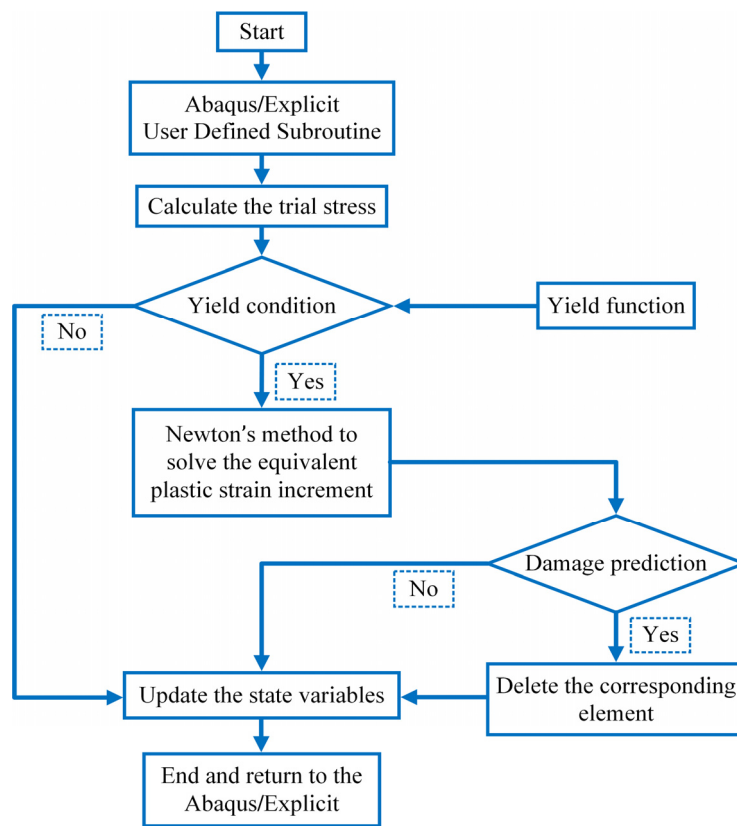 Start
Abaqus/Explicit
User Defined Subroutine
Calculate the trial stress
Yield condition
Yield function
No
Yes
Newton's method to
solve the equivalent
plastic strain increment
Damage prediction
No
Yes
Update the state variables
Delete the corresponding
element
End and return to the
Abaqus/Explicit